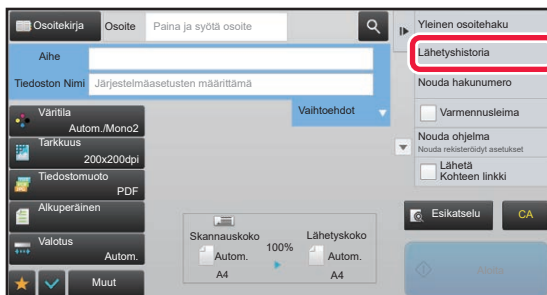 Osoitekirja
Osoite
Paina ja syötä osoite
Aihe
Tiedoston Nimi
Järjestelmäasetusten määrittämä
Vaihtoehdot
Väritila
Autom./Mono2
Tarkkuus
200x200dpi
Tiedostomuoto
PDF
Alkuperäinen
Valotus
Autom.
Muut
Skannauskoko
Autom.
A4
100%
Lähetyskoko
Autom.
A4
Yleinen osoitehaku
Lähetyshistoria
Nouda hakunumero
Varmennusleima
Nouda ohjelma
Nouda rekisteröidyt asetukset
Lähetä
Kohteen linkki
Esikatselu
CA
Aloita